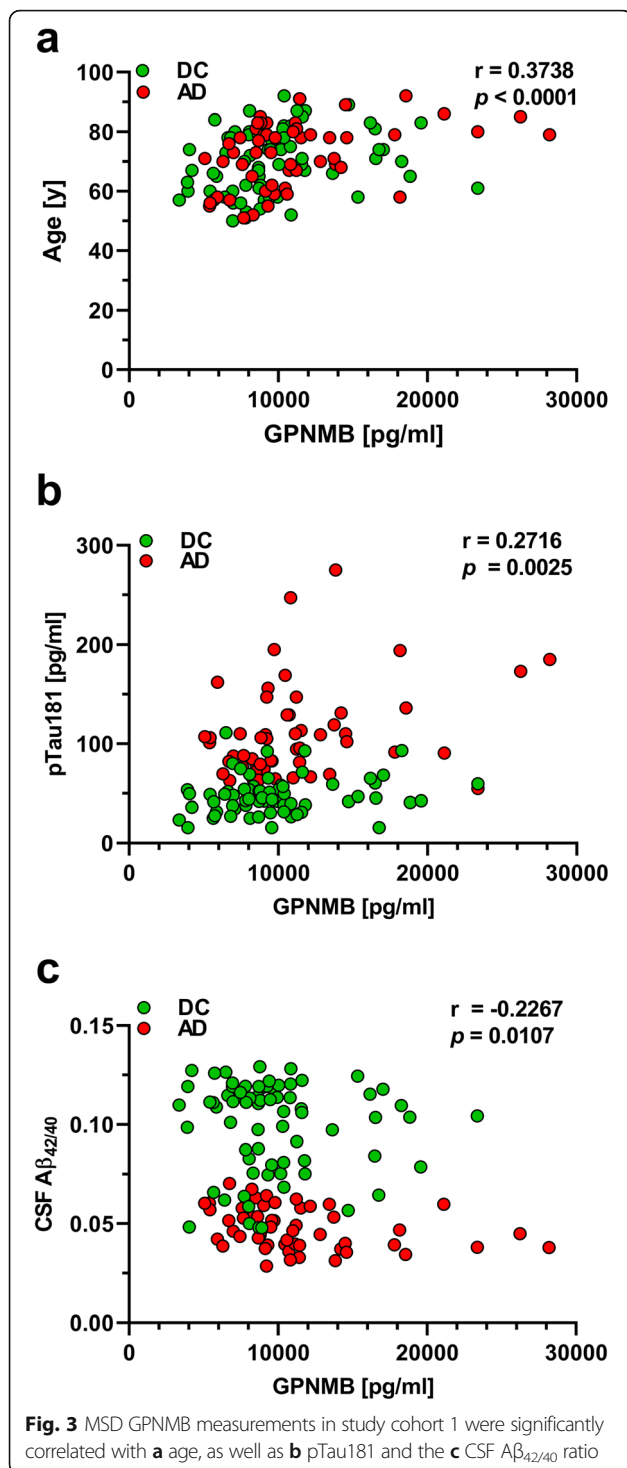 a
DC
AD
r = 0.3738
p < 0.0001
100
80
60
40
20
0
Age [y]
0 10000 20000 30000
GPNMB [pg/ml]
b
DC
AD
r = 0.2716
p = 0.0025
300
200
100
0
pTau181 [pg/ml]
0 10000 20000 30000
GPNMB [pg/ml]
c
DC
AD
r = -0.2267
p = 0.0107
0.15
0.10
0.05
0.00
CSF Aβ42/40
0 10000 20000 30000
GPNMB [pg/ml]
Fig. 3 MSD GPNMB measurements in study cohort 1 were significantly
correlated with a age, as well as b pTau181 and the c CSF Aβ42/40 ratio